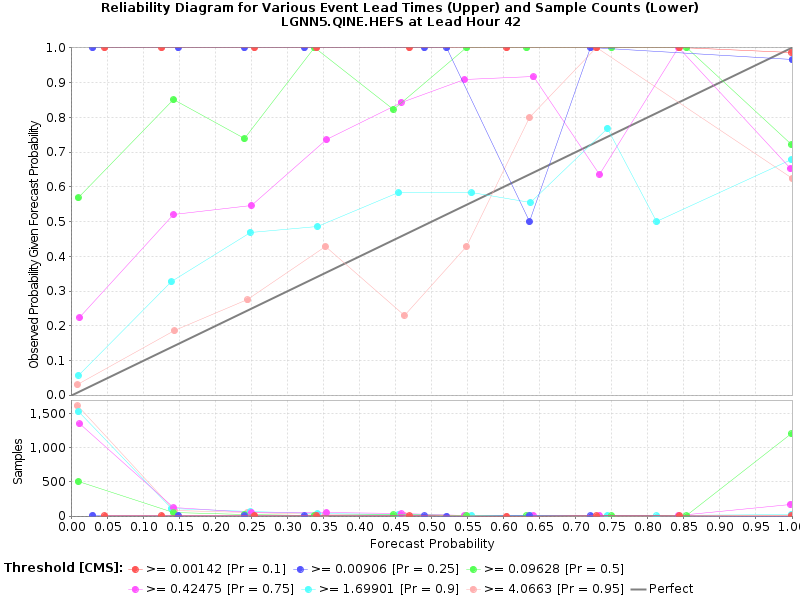 Reliability Diagram for Various Event Lead Times (Upper) and Sample Counts (Lower)
LGNN5.QINE.HEFS at Lead Hour 42
Observed Probability Given Forecast Probability
1.0
0.9
0.8
0.7
0.6
0.5
0.4
0.3
0.2
0.1
0.0
Samples
1,500
1,000
500
0
0.00 0.05 0.10 0.15 0.20 0.25 0.30 0.35 0.40 0.45 0.50 0.55 0.60 0.65 0.70 0.75 0.80 0.85 0.90 0.95 1.0
Forecast Probability
Threshold [CMS]: >= 0.00142 [Pr = 0.1] >= 0.00906 [Pr = 0.25] >= 0.09628 [Pr = 0.5]
>= 0.42475 [Pr = 0.75] >= 1.69901 [Pr = 0.9] >= 4.0663 [Pr = 0.95] Perfect